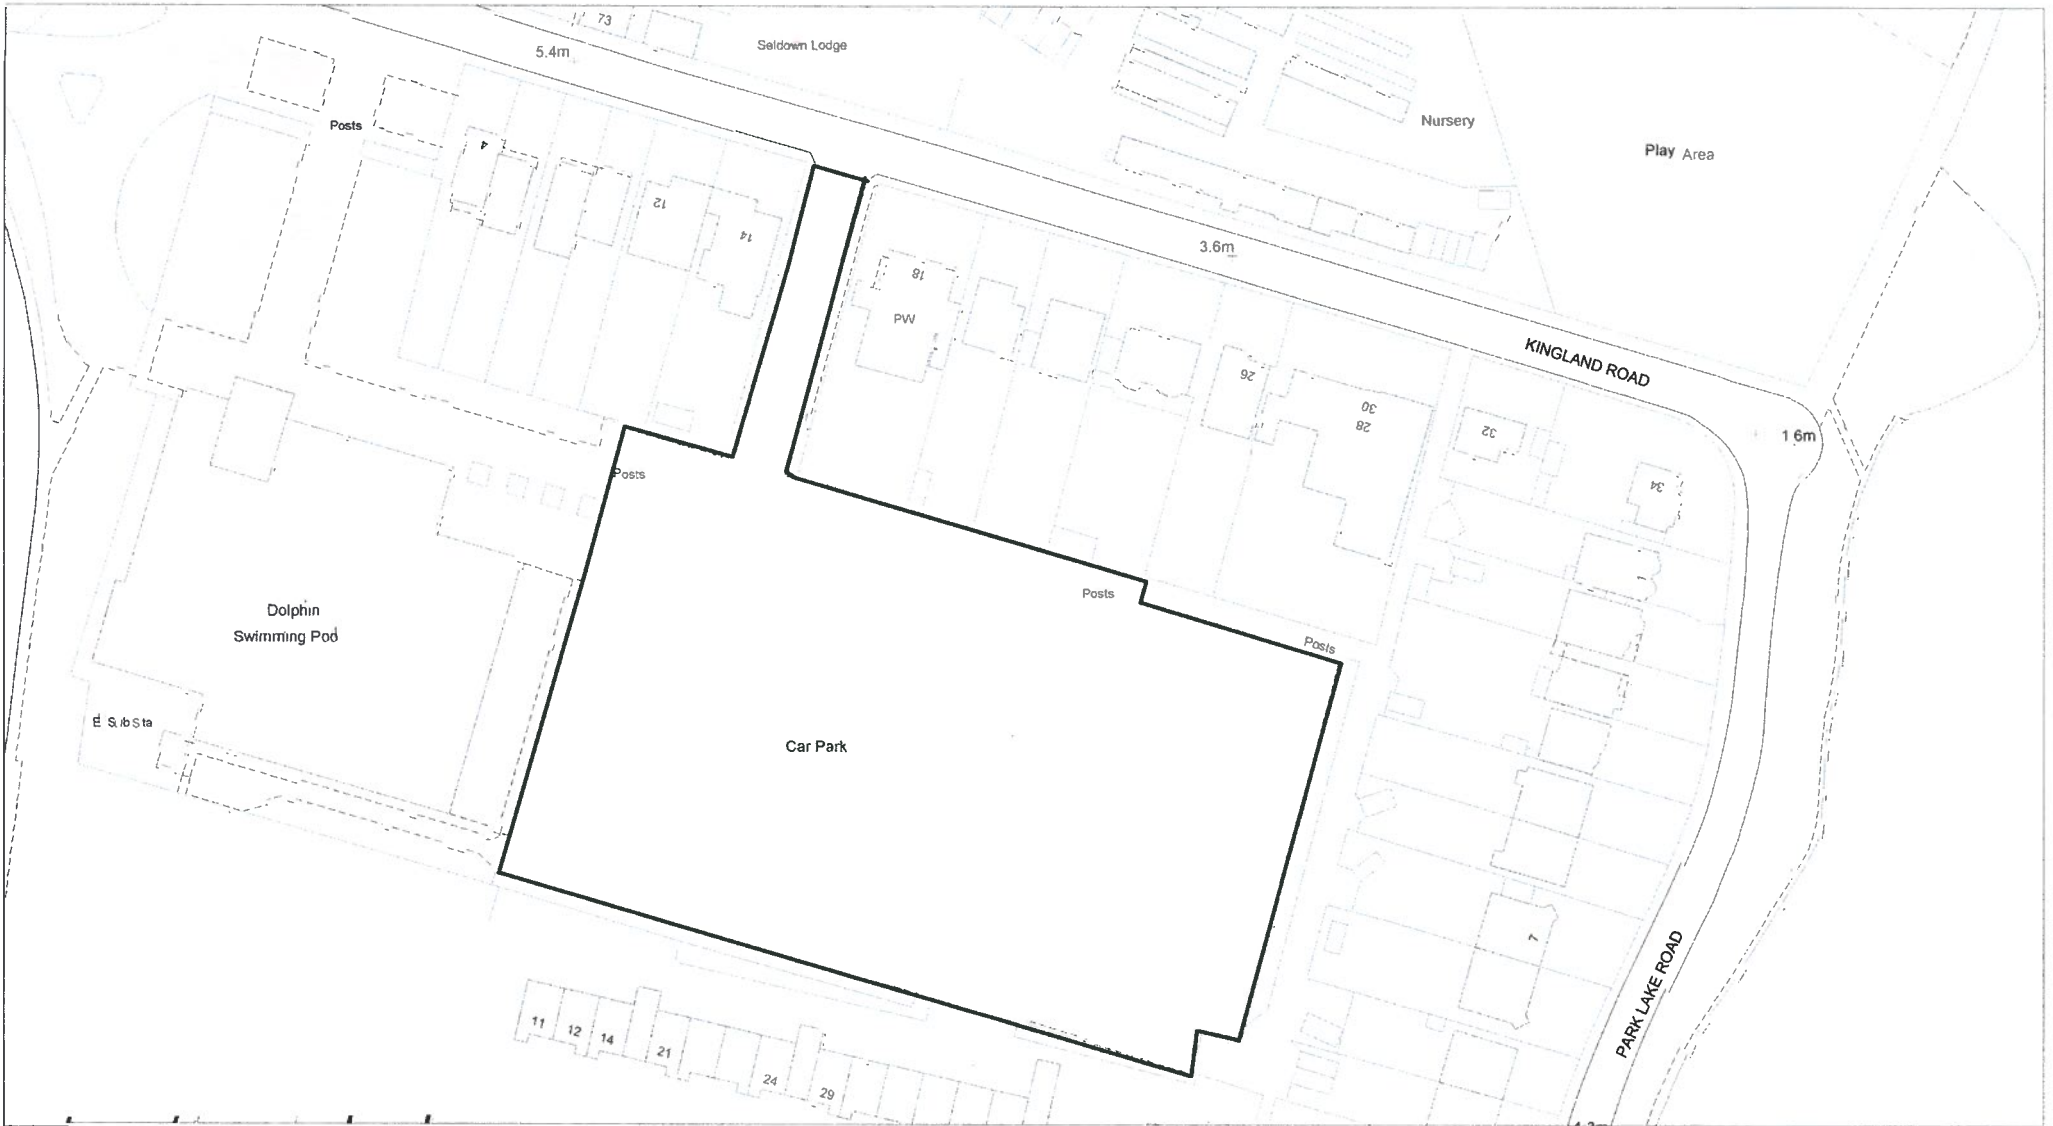 73
5.4m
Seldown Lodge
Nursery
Play Area
Posts
4
12
14
3.6m
18
PW
KINGLAND ROAD
26
30
28
32
1.6m
34
Posts
1
Posts
Posts
Dolphin
Swimming Pool
E Sub Sta
Car Park
7
PARK LAKE ROAD
11
12
14
21
24
29